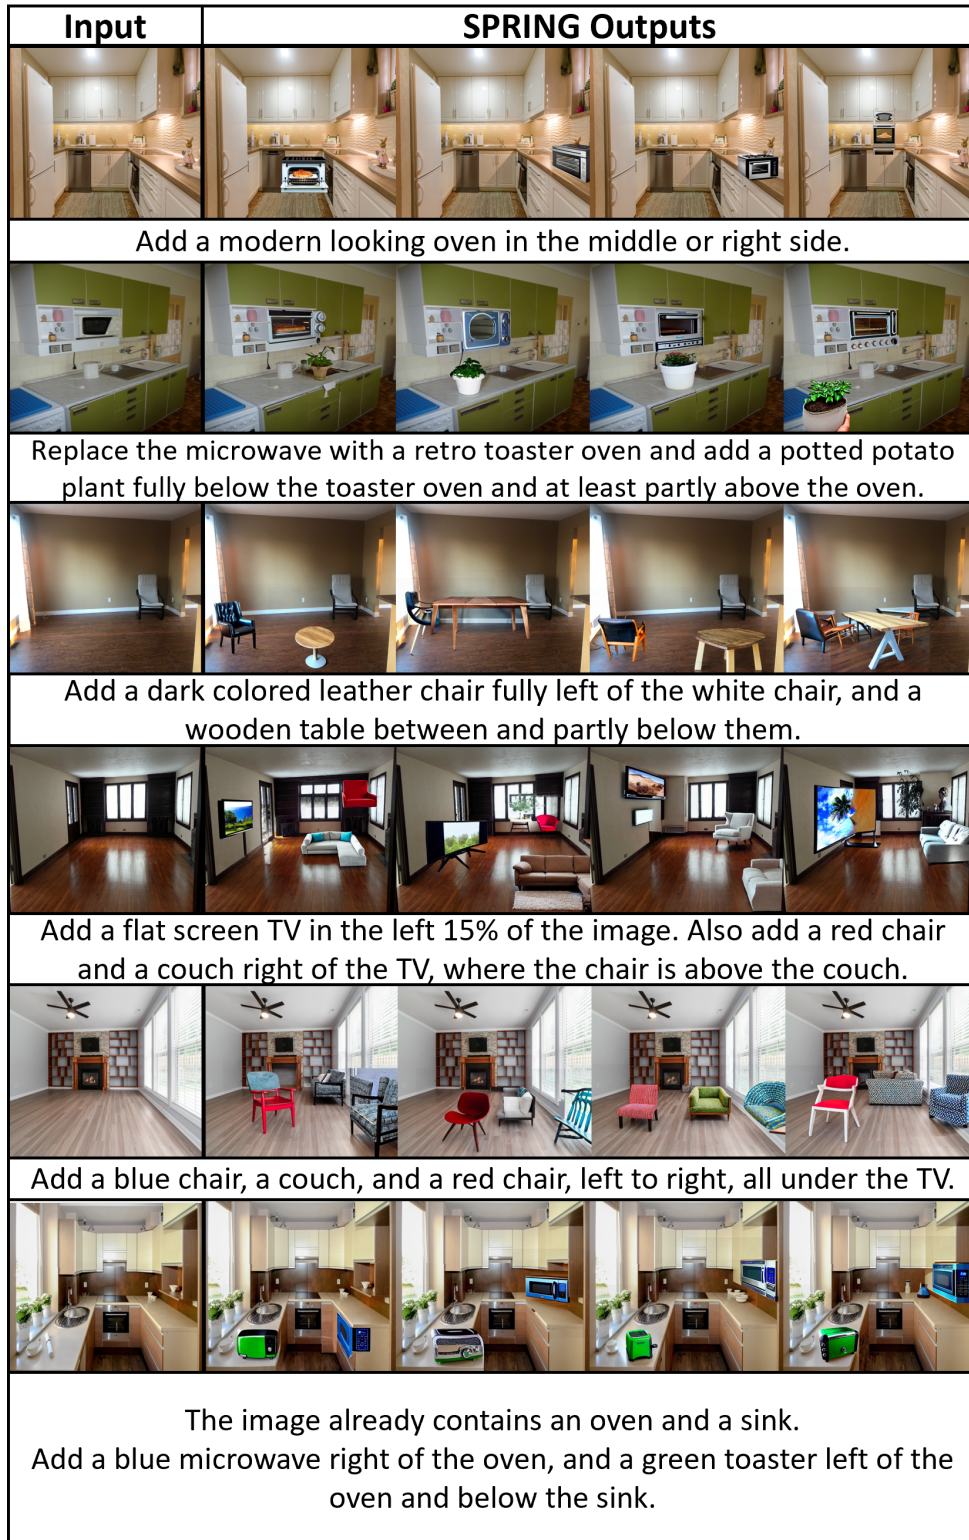 Input
SPRING Outputs
Add a modern looking oven in the middle or right side.
Replace the microwave with a retro toaster oven and add a potted potato
plant fully below the toaster oven and at least partly above the oven.
Add a dark colored leather chair fully left of the white chair, and a
wooden table between and partly below them.
Add a flat screen TV in the left 15% of the image. Also add a red chair
and a couch right of the TV, where the chair is above the couch.
Add a blue chair, a couch, and a red chair, left to right, all under the TV.
The image already contains an oven and a sink.
Add a blue microwave right of the oven, and a green toaster left of the
oven and below the sink.